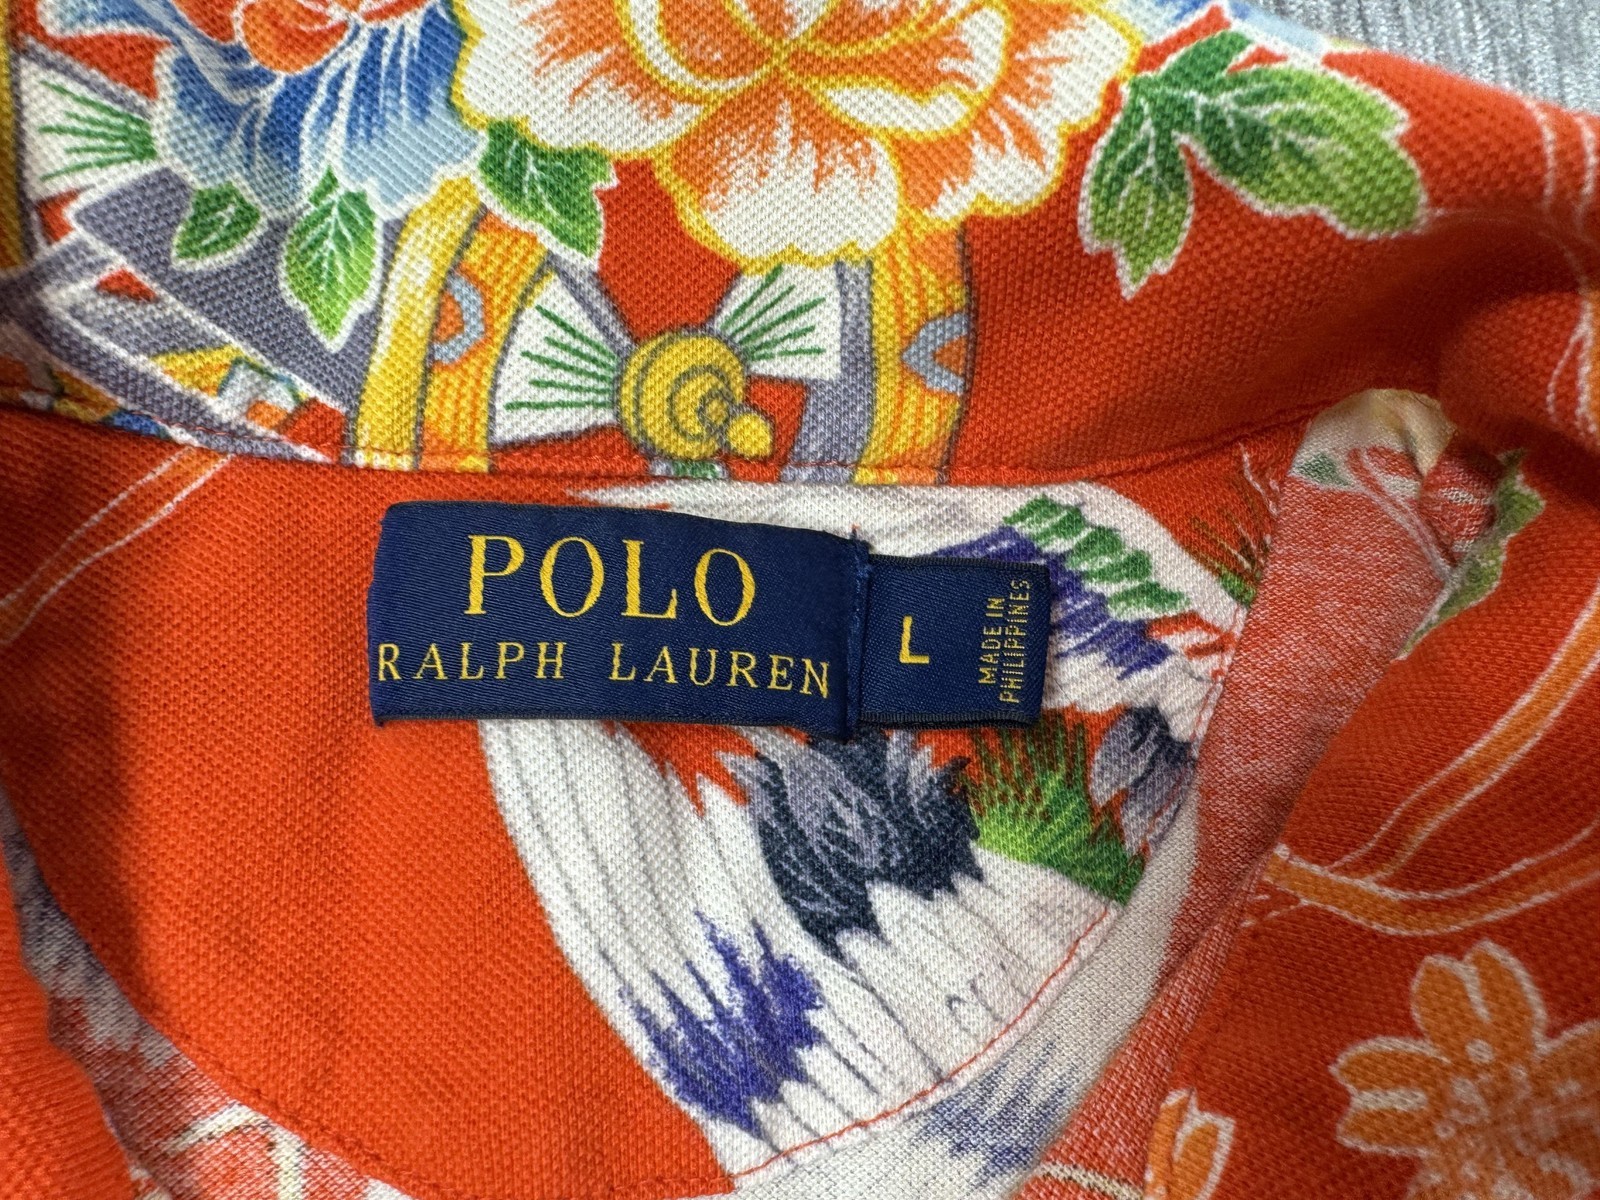 POLO
RALPH LAUREN
L
MADE IN
PHILIPPINES